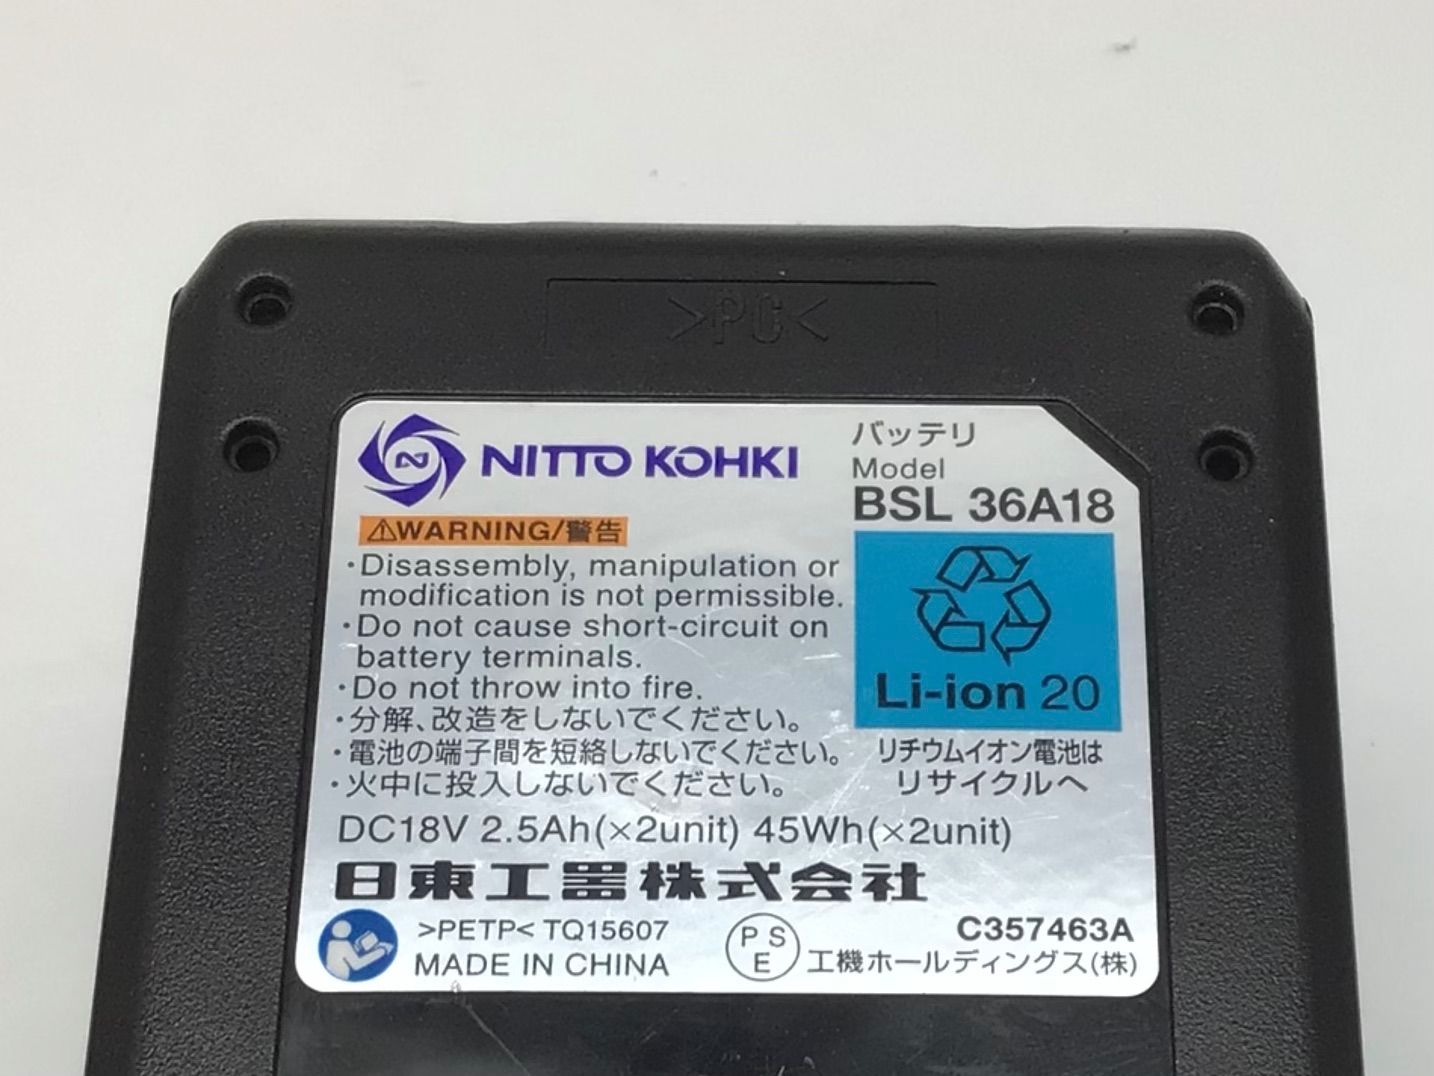 >PC<
NITTO KOHKI
バッテリ
Model
BSL 36A18
⚠WARNING/警告
・Disassembly, manipulation or
modification is not permissible.
・Do not cause short-circuit on
battery terminals.
・Do not throw into fire.
・分解、改造をしないでください。
・電池の端子間を短絡しないでください。
・火中に投入しないでください。
Li-ion 20
リチウムイオン電池は
リサイクルへ
DC18V 2.5Ah(×2unit) 45Wh(×2unit)
日東工器株式会社
>PETP< TQ15607
MADE IN CHINA
PS
E
C357463A
工機ホールディングス(株)